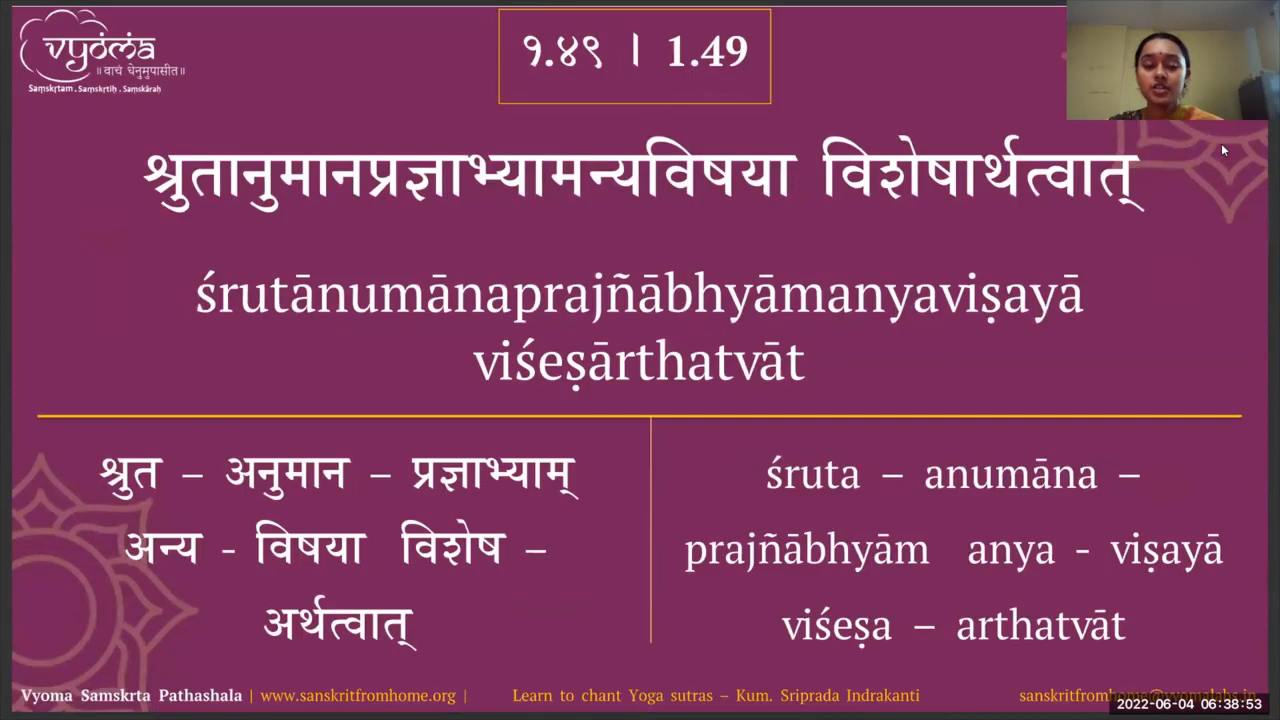 vyoma
॥ वाचं धेनुमुपासीत॥
Saṃskṛtam . Saṃskṛtiḥ . Saṃskāraḥ
१.४९ । 1.49
श्रुतानुमानप्रज्ञाभ्यामन्यविषया विशेषार्थत्वात्
śrutānumānaprajñābhyāmanyaviṣayā
viśeṣārthatvāt
श्रुत – अनुमान – प्रज्ञाभ्याम्
अन्य - विषया विशेष –
अर्थत्वात्
śruta – anumāna –
prajñābhyām anya - viṣayā
viśeṣa – arthatvāt
Vyoma Samskrta Pathashala | www.sanskritfromhome.org | Learn to chant Yoga sutras – Kum. Sriprada Indrakanti
2022-06-04 06:38:53